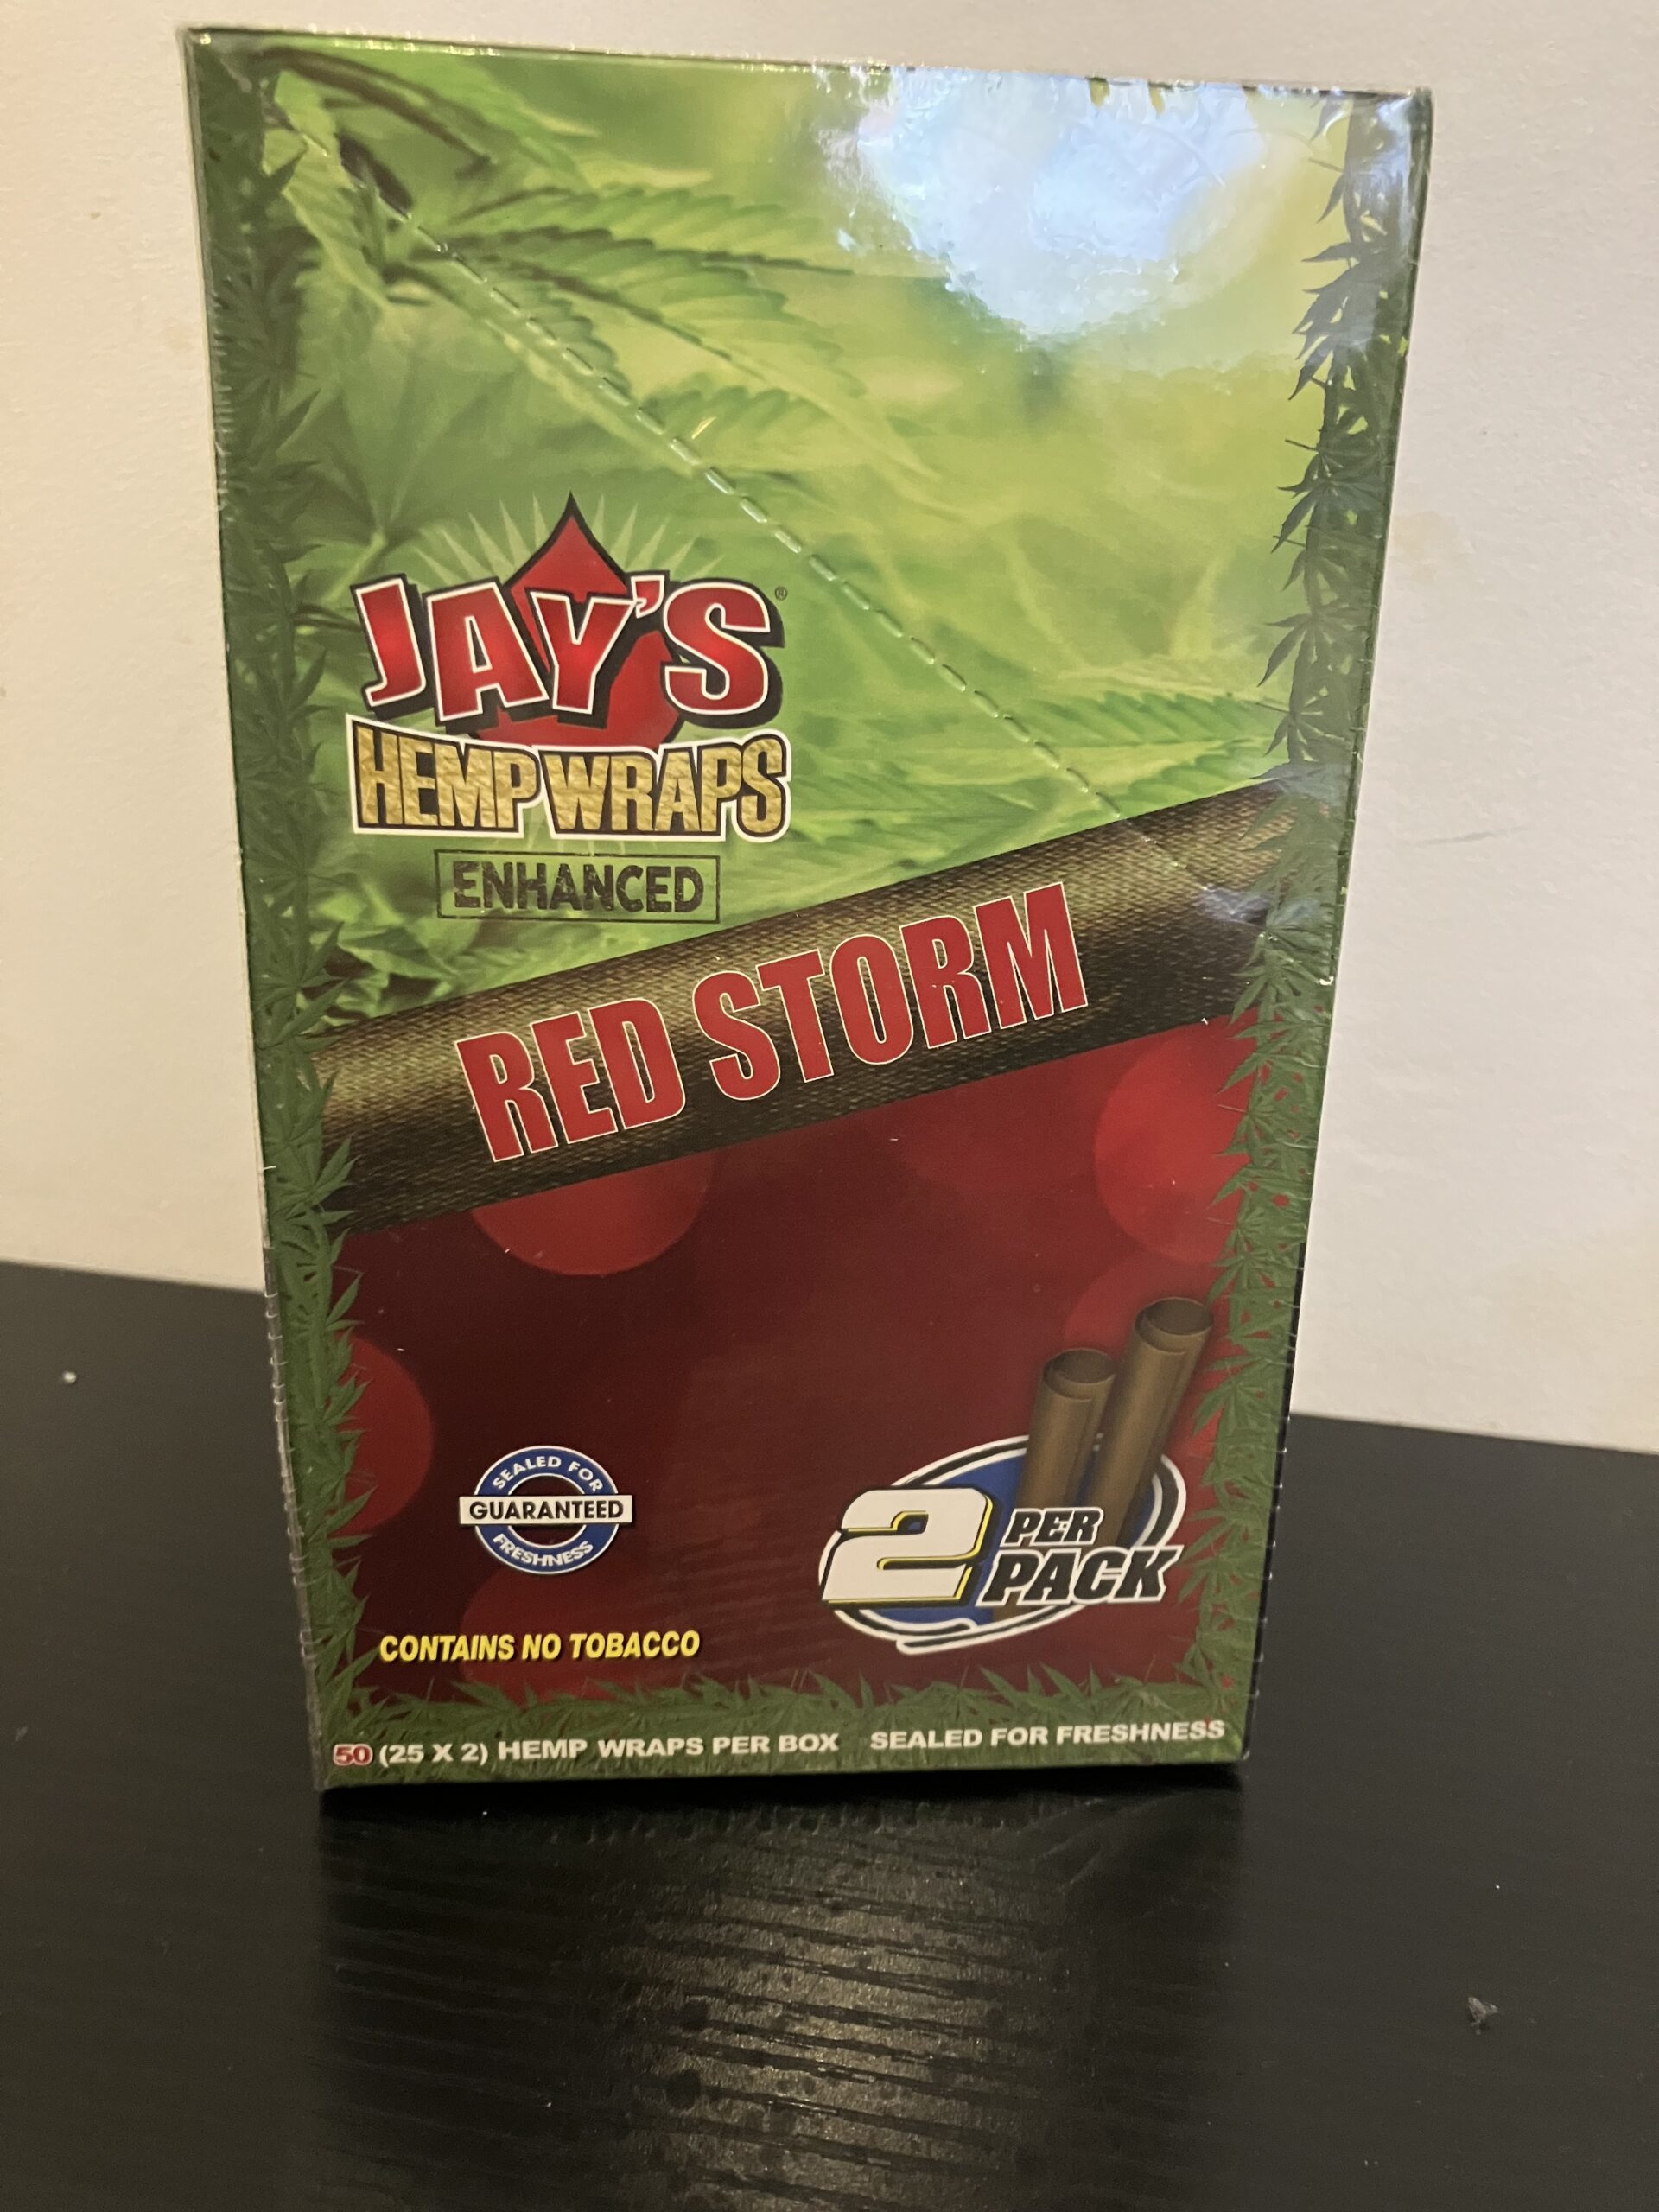 JAY'S®
HEMP WRAPS
ENHANCED
RED STORM
SEALED FOR
GUARANTEED
FRESHNESS
2 PER
PACK
CONTAINS NO TOBACCO
50 (25 X 2) HEMP WRAPS PER BOX SEALED FOR FRESHNESS